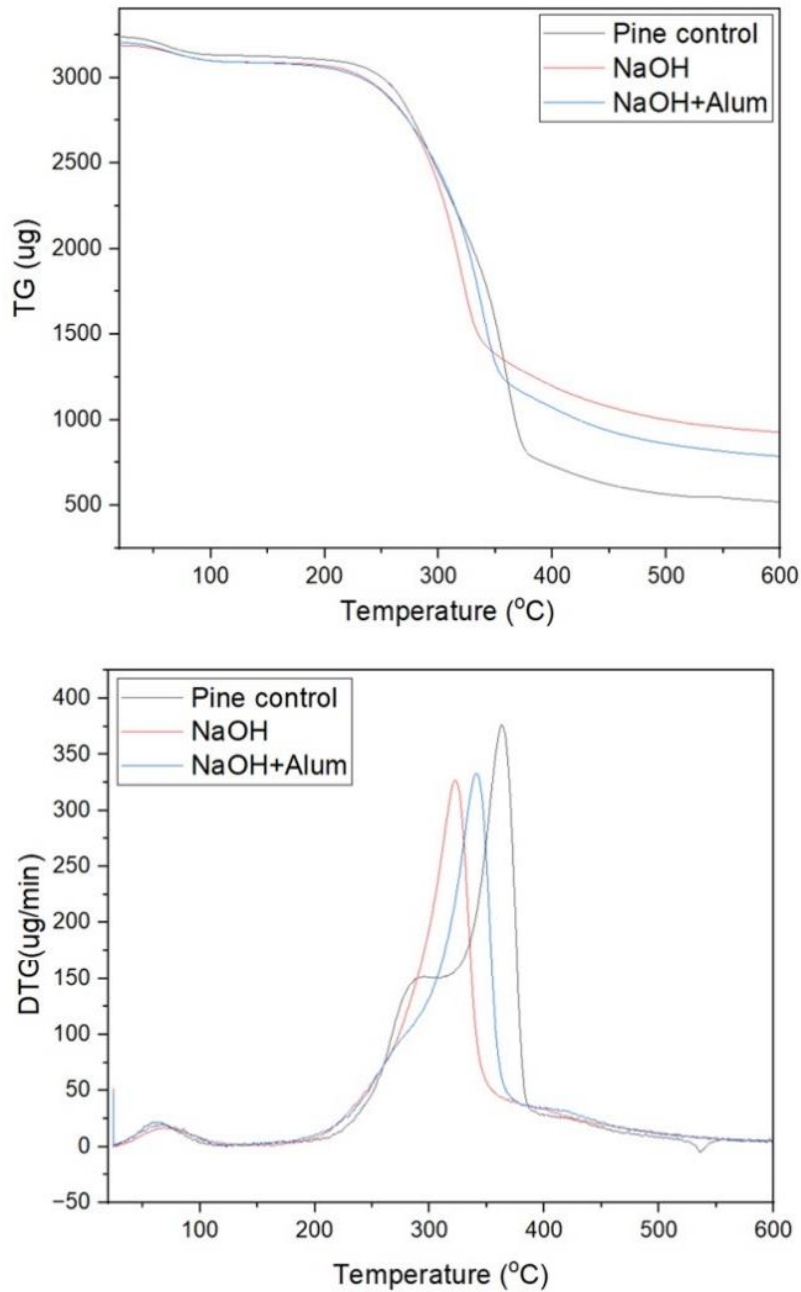 Pine control
NaOH
NaOH+Alum
TG (ug)
3000
2500
2000
1500
1000
500
100 200 300 400 500 600
Temperature (°C)
Pine control
NaOH
NaOH+Alum
DTG(ug/min)
400
350
300
250
200
150
100
50
0
−50
100 200 300 400 500 600
Temperature (°C)